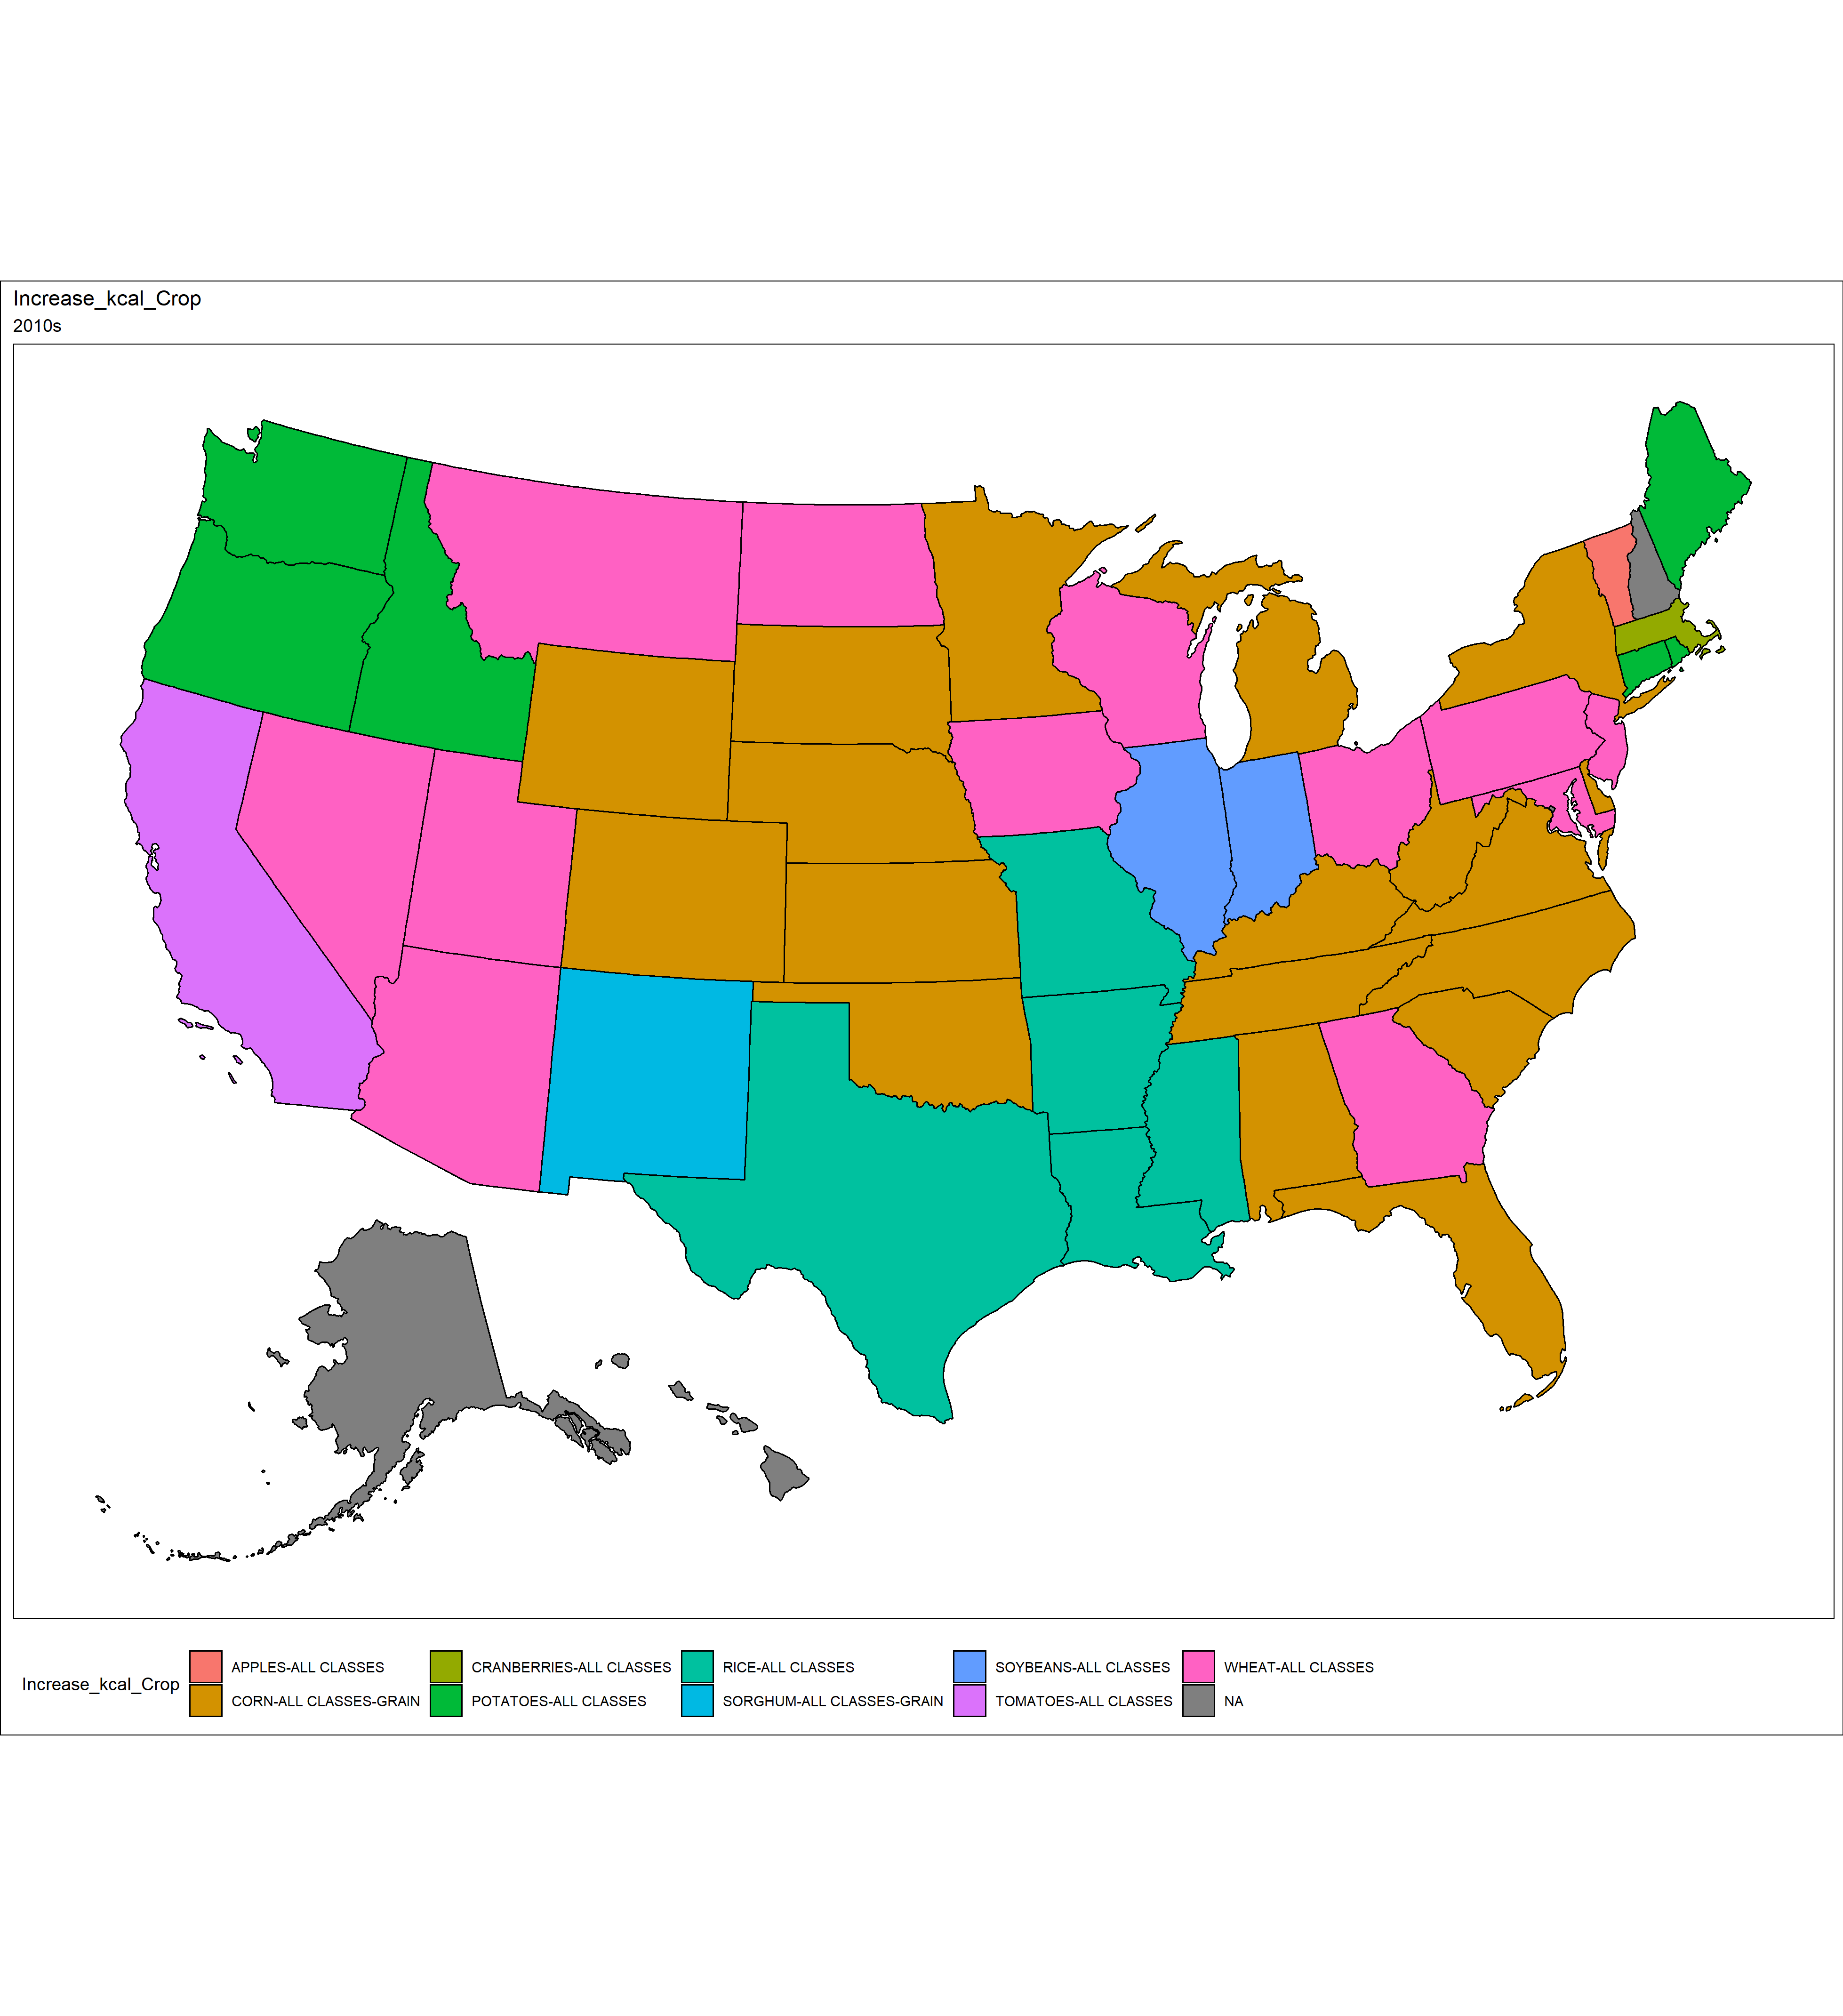 Increase_kcal_Crop
2010s
Increase_kcal_Crop
APPLES-ALL CLASSES
CORN-ALL CLASSES-GRAIN
CRANBERRIES-ALL CLASSES
POTATOES-ALL CLASSES
RICE-ALL CLASSES
SORGHUM-ALL CLASSES-GRAIN
SOYBEANS-ALL CLASSES
TOMATOES-ALL CLASSES
WHEAT-ALL CLASSES
NA